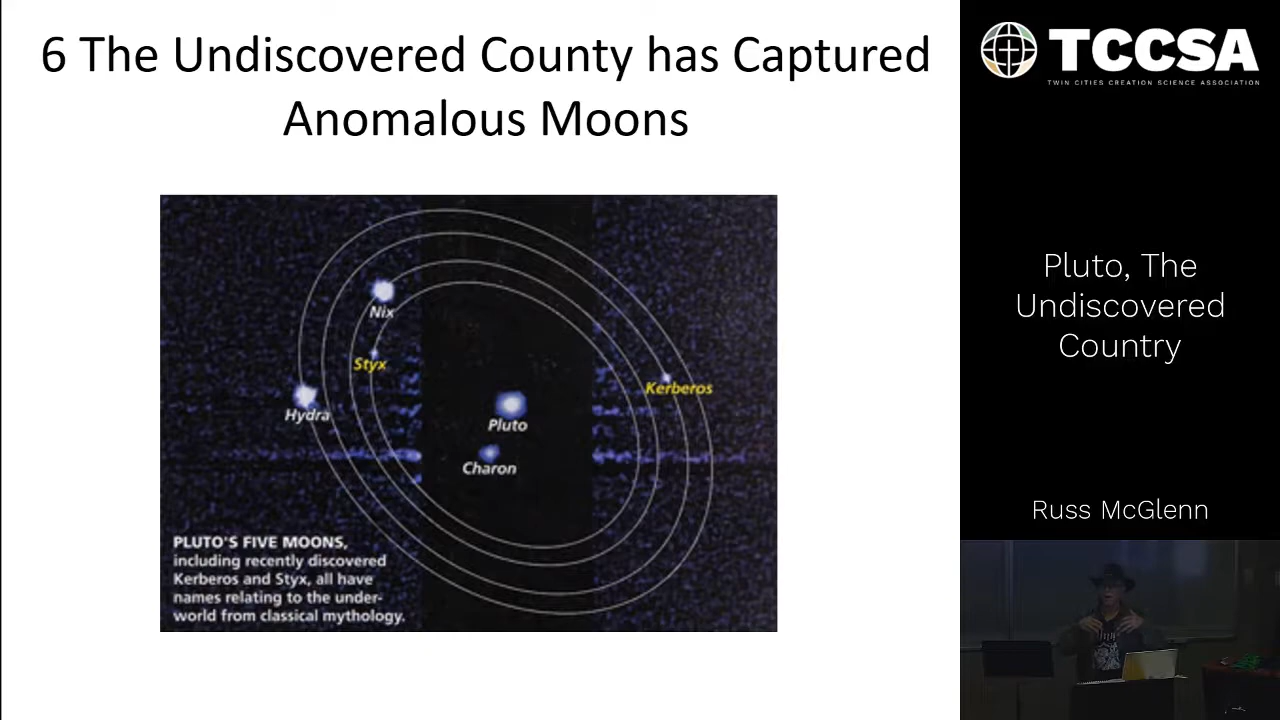 6 The Undiscovered County has Captured
Anomalous Moons
Nix
Styx
Hydra
Kerberos
Pluto
Charon
PLUTO'S FIVE MOONS,
including recently discovered
Kerberos and Styx, all have
names relating to the under-
world from classical mythology.
TCCSA
TWIN CITIES CREATION SCIENCE ASSOCIATION
Pluto, The
Undiscovered
Country
Russ McGlenn